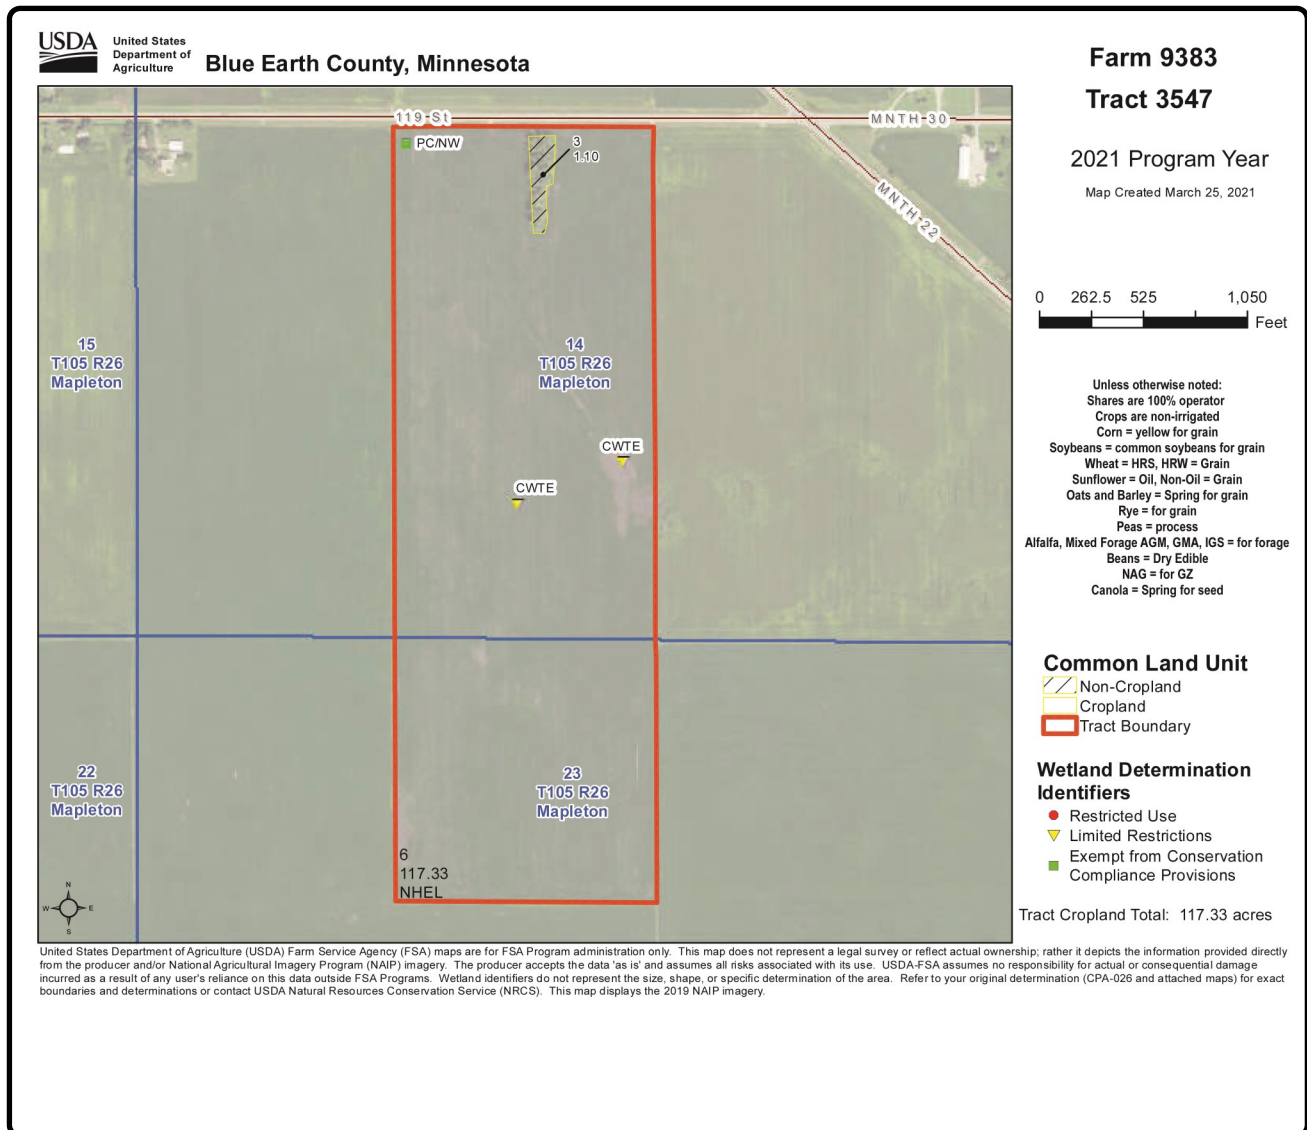 USDA
United States
Department of
Agriculture
Blue Earth County, Minnesota
Farm 9383
Tract 3547
2021 Program Year
Map Created March 25, 2021
119 St
MNTH 30
PC/NW
3
1.10
MNTH 22
0 262.5 525 1,050
Feet
15
T105 R26
Mapleton
14
T105 R26
Mapleton
CWTE
CWTE
Unless otherwise noted:
Shares are 100% operator
Crops are non-irrigated
Corn = yellow for grain
Soybeans = common soybeans for grain
Wheat = HRS, HRW = Grain
Sunflower = Oil, Non-Oil = Grain
Oats and Barley = Spring for grain
Rye = for grain
Peas = process
Alfalfa, Mixed Forage AGM, GMA, IGS = for forage
Beans = Dry Edible
NAG = for GZ
Canola = Spring for seed
Common Land Unit
Non-Cropland
Cropland
Tract Boundary
22
T105 R26
Mapleton
23
T105 R26
Mapleton
Wetland Determination
Identifiers
Restricted Use
Limited Restrictions
Exempt from Conservation
Compliance Provisions
6
117.33
NHEL
N
W E
S
Tract Cropland Total: 117.33 acres
United States Department of Agriculture (USDA) Farm Service Agency (FSA) maps are for FSA Program administration only. This map does not represent a legal survey or reflect actual ownership; rather it depicts the information provided directly
from the producer and/or National Agricultural Imagery Program (NAIP) imagery. The producer accepts the data 'as is' and assumes all risks associated with its use. USDA-FSA assumes no responsibility for actual or consequential damage
incurred as a result of any user's reliance on this data outside FSA Programs. Wetland identifiers do not represent the size, shape, or specific determination of the area. Refer to your original determination (CPA-026 and attached maps) for exact
boundaries and determinations or contact USDA Natural Resources Conservation Service (NRCS). This map displays the 2019 NAIP imagery.